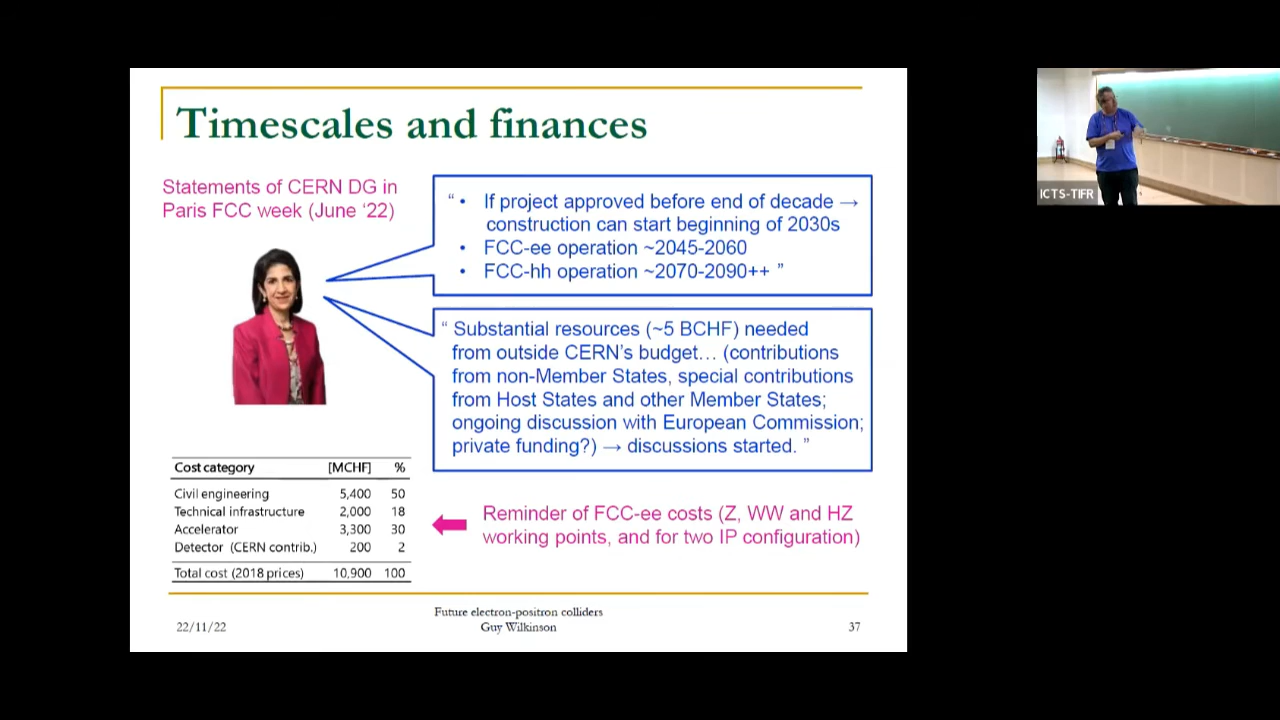 Timescales and finances
Statements of CERN DG in
Paris FCC week (June ‘22)
“ • If project approved before end of decade →
construction can start beginning of 2030s
• FCC-ee operation ~2045-2060
• FCC-hh operation ~2070-2090++ ”
“ Substantial resources (~5 BCHF) needed
from outside CERN’s budget… (contributions
from non-Member States, special contributions
from Host States and other Member States;
ongoing discussion with European Commission;
private funding?) → discussions started. ”
Cost category [MCHF] %
Civil engineering 5,400 50
Technical infrastructure 2,000 18
Accelerator 3,300 30
Detector (CERN contrib.) 200 2
Total cost (2018 prices) 10,900 100
Reminder of FCC-ee costs (Z, WW and HZ
working points, and for two IP configuration)
22/11/22
Future electron-positron colliders
Guy Wilkinson
37
ICTS-TIFR